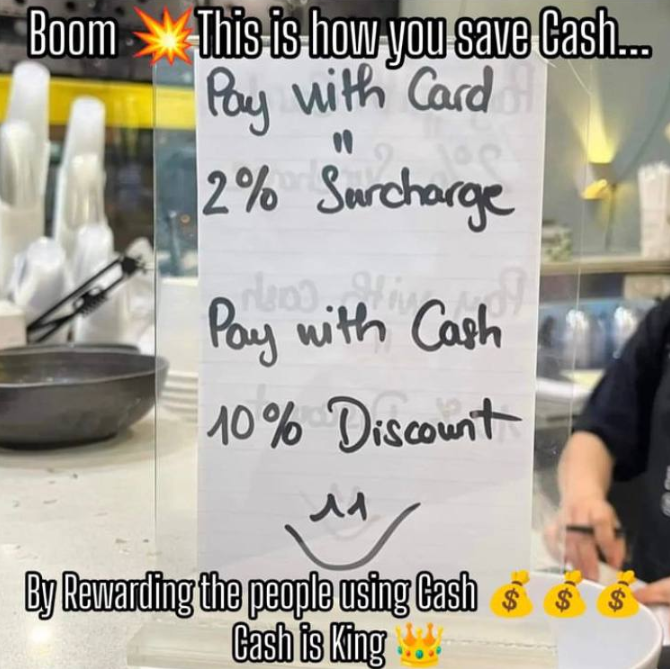 Boom 💥This is how you save Cash...
Pay with Card
"
2% Surcharge
Pay with Cash
10% Discount
By Rewarding the people using Cash 💰💰💰
Cash is King 👑